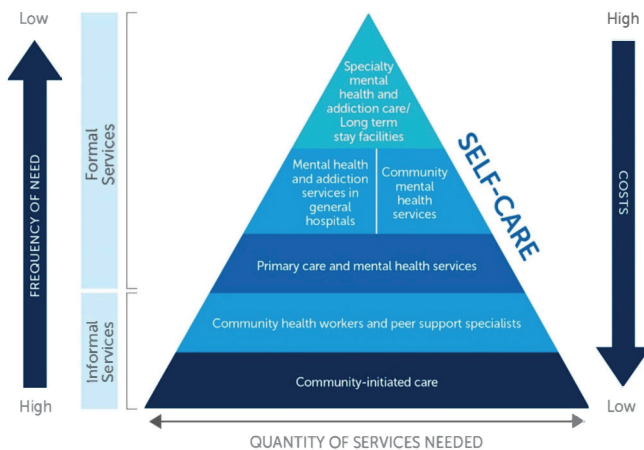 Low
High
Formal
Services
Informal
Services
FREQUENCY OF NEED
High
Specialty
mental
health and
addiction care/
Long term
stay facilities
Mental health
and addiction
services in
general
hospitals
Community
mental
health
services
Primary care and mental health services
Community health workers and peer support specialists
Community-initiated care
SELF-CARE
COSTS
Low
QUANTITY OF SERVICES NEEDED